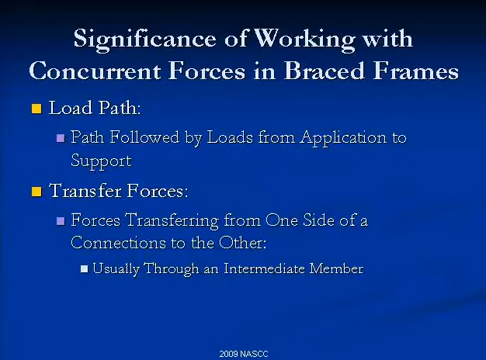 Significance of Working with
Concurrent Forces in Braced Frames
Load Path:
Path Followed by Loads from Application to
Support
Transfer Forces:
Forces Transferring from One Side of a
Connections to the Other:
Usually Through an Intermediate Member
2009 NASCC